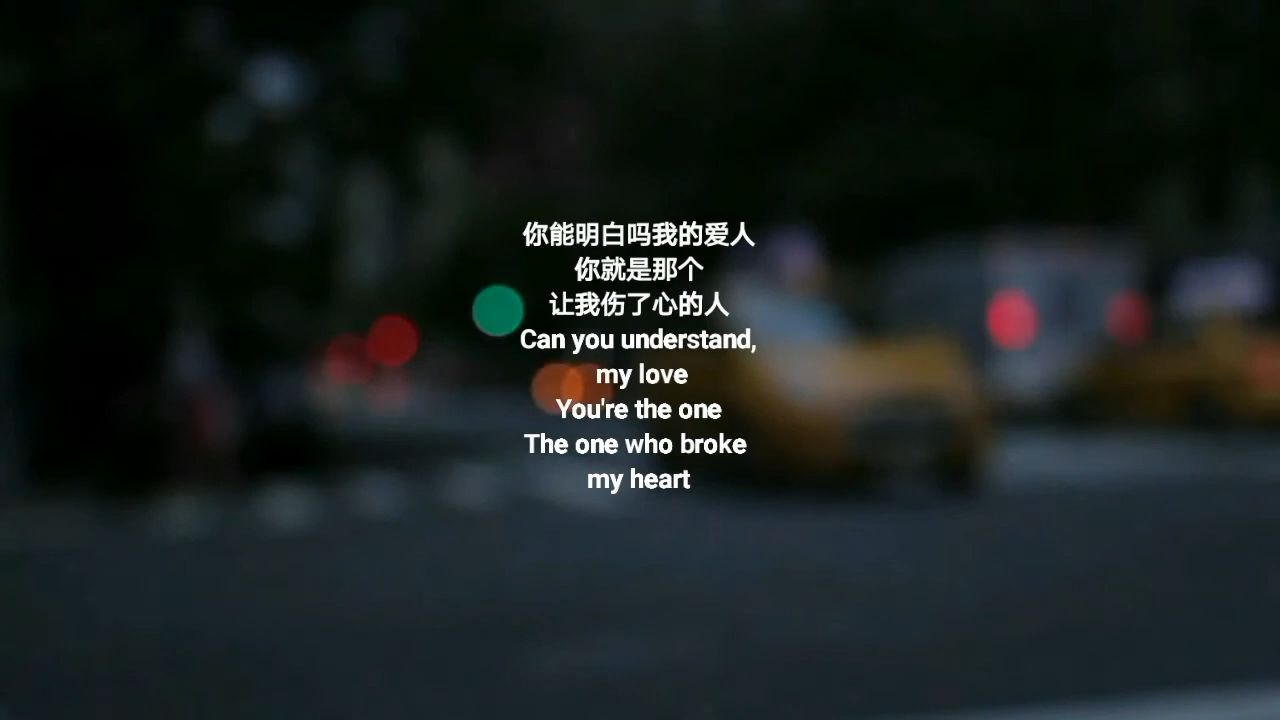 你能明白吗我的爱人
你就是那个
让我伤了心的人
Can you understand,
my love
You're the one
The one who broke
my heart